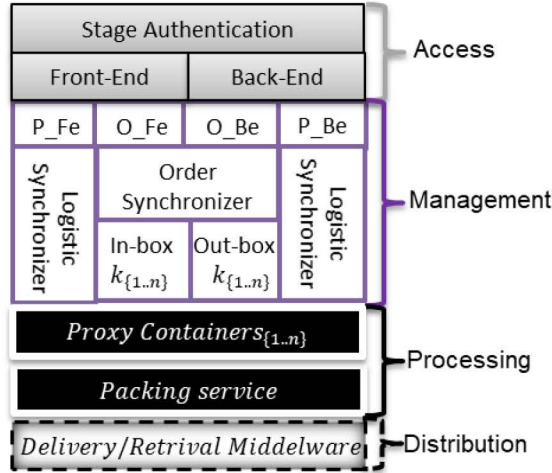 Stage Authentication
Front-End Back-End
Access
P_Fe O_Fe O_Be P_Be
Logistic
Synchronizer
Order
Synchronizer
In-box
k{1..n}
Out-box
k{1..n}
Logistic
Synchronizer
Management
Proxy Containers{1..n}
Packing service
Processing
Delivery/Retrival Middelware
Distribution